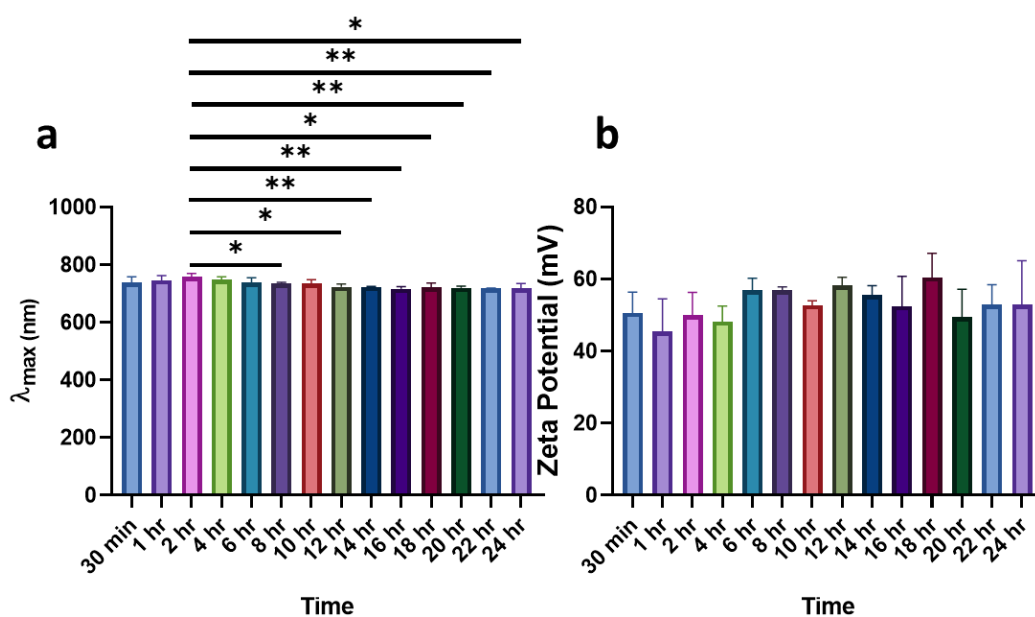 *
**
**
*
**
**
*
*
a
b
λmax (nm)
1000
800
600
400
200
0
30 min
1 hr
2 hr
4 hr
6 hr
8 hr
10 hr
12 hr
14 hr
16 hr
18 hr
20 hr
22 hr
24 hr
Time
Zeta Potential (mV)
80
60
40
20
0
30 min
1 hr
2 hr
4 hr
6 hr
8 hr
10 hr
12 hr
14 hr
16 hr
18 hr
20 hr
22 hr
24 hr
Time